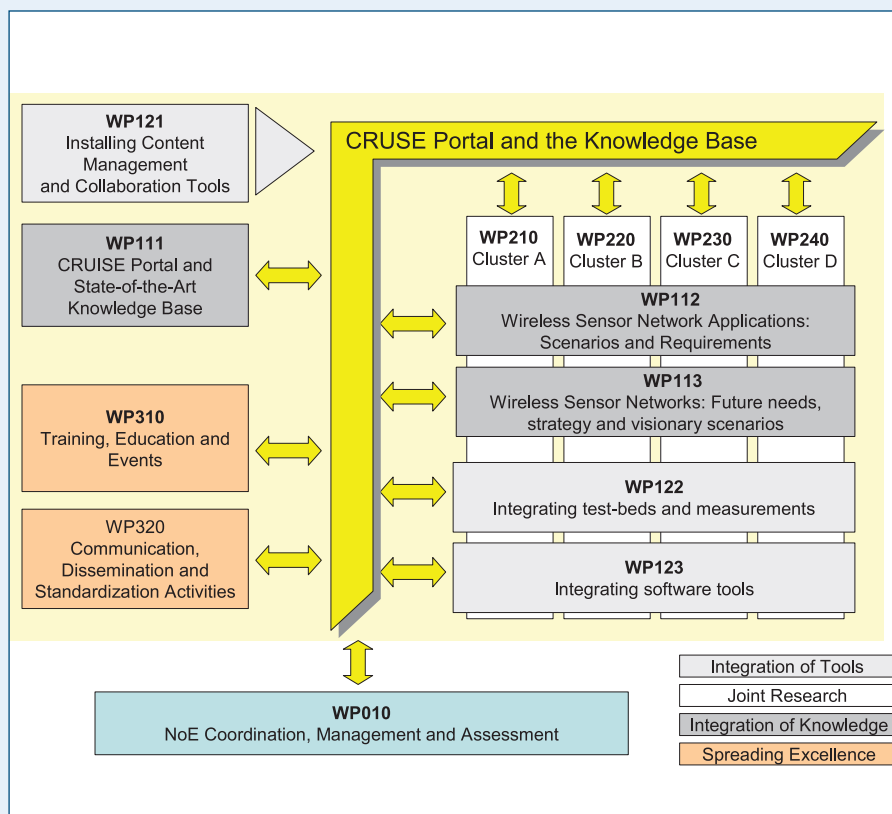 WP121
Installing Content
Management
and Collaboration Tools
CRUSE Portal and the Knowledge Base
WP111
CRUISE Portal and
State-of-the-Art
Knowledge Base
WP210
Cluster A
WP220
Cluster B
WP230
Cluster C
WP240
Cluster D
WP112
Wireless Sensor Network Applications:
Scenarios and Requirements
WP113
Wireless Sensor Networks: Future needs,
strategy and visionary scenarios
WP310
Training, Education and
Events
WP122
Integrating test-beds and measurements
WP320
Communication,
Dissemination and
Standardization Activities
WP123
Integrating software tools
WP010
NoE Coordination, Management and Assessment
Integration of Tools
Joint Research
Integration of Knowledge
Spreading Excellence